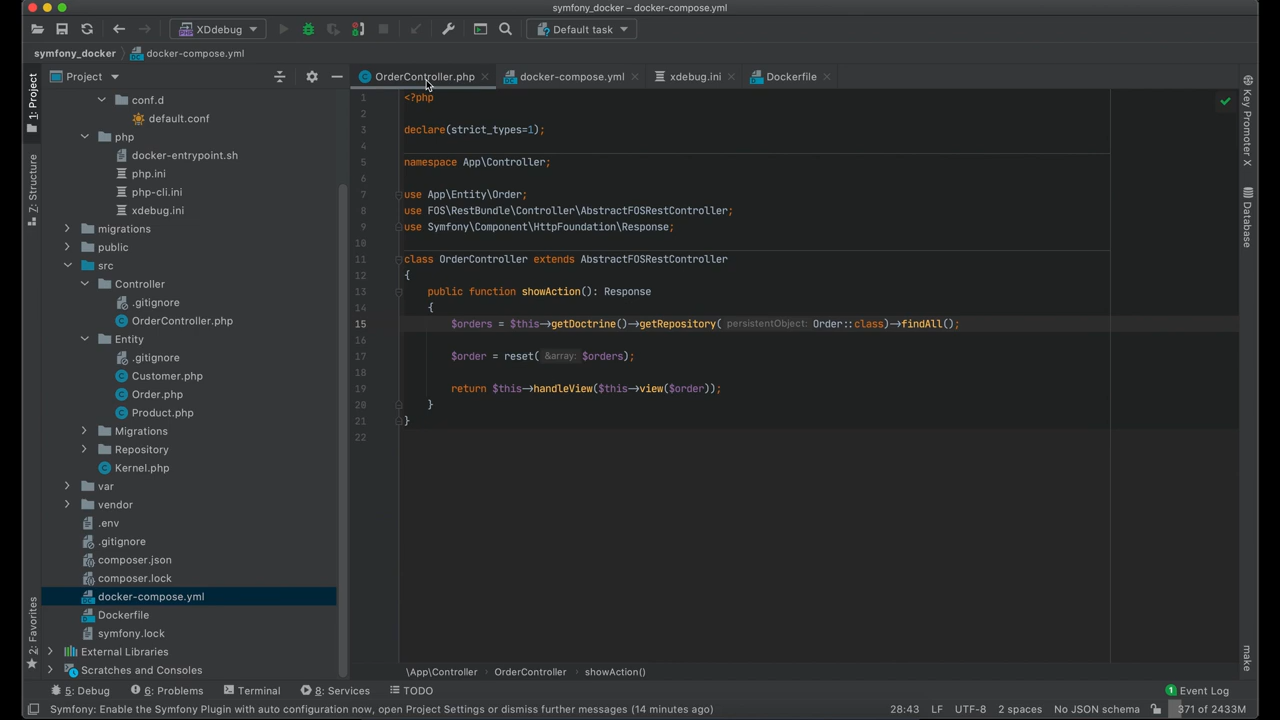 symfony_docker – docker-compose.yml
XDdebug
Default task
symfony_docker
docker-compose.yml
1: Project
Z: Structure
2: Favorites
Project
conf.d
default.conf
php
docker-entrypoint.sh
php.ini
php-cli.ini
xdebug.ini
migrations
public
src
Controller
.gitignore
OrderController.php
Entity
.gitignore
Customer.php
Order.php
Product.php
Migrations
Repository
Kernel.php
var
vendor
.env
.gitignore
composer.json
composer.lock
docker-compose.yml
Dockerfile
symfony.lock
External Libraries
Scratches and Consoles
OrderController.php
docker-compose.yml
xdebug.ini
Dockerfile
1 <?php
2
3 declare(strict_types=1);
4
5 namespace App\Controller;
6
7 use App\Entity\Order;
8 use FOS\RestBundle\Controller\AbstractFOSRestController;
9 use Symfony\Component\HttpFoundation\Response;
10
11 class OrderController extends AbstractFOSRestController
12 {
13 public function showAction(): Response
14 {
15 $orders = $this->getDoctrine()->getRepository( persistentObject: Order::class)->findAll();
16
17 $order = reset( &array: $orders);
18
19 return $this->handleView($this->view($order));
20 }
21 }
22
Key Promoter X
Database
make
\App\Controller
OrderController
showAction()
5: Debug
6: Problems
Terminal
8: Services
TODO
1 Event Log
Symfony: Enable the Symfony Plugin with auto configuration now, open Project Settings or dismiss further messages (14 minutes ago)
28:43
LF
UTF-8
2 spaces
No JSON schema
371 of 2433M